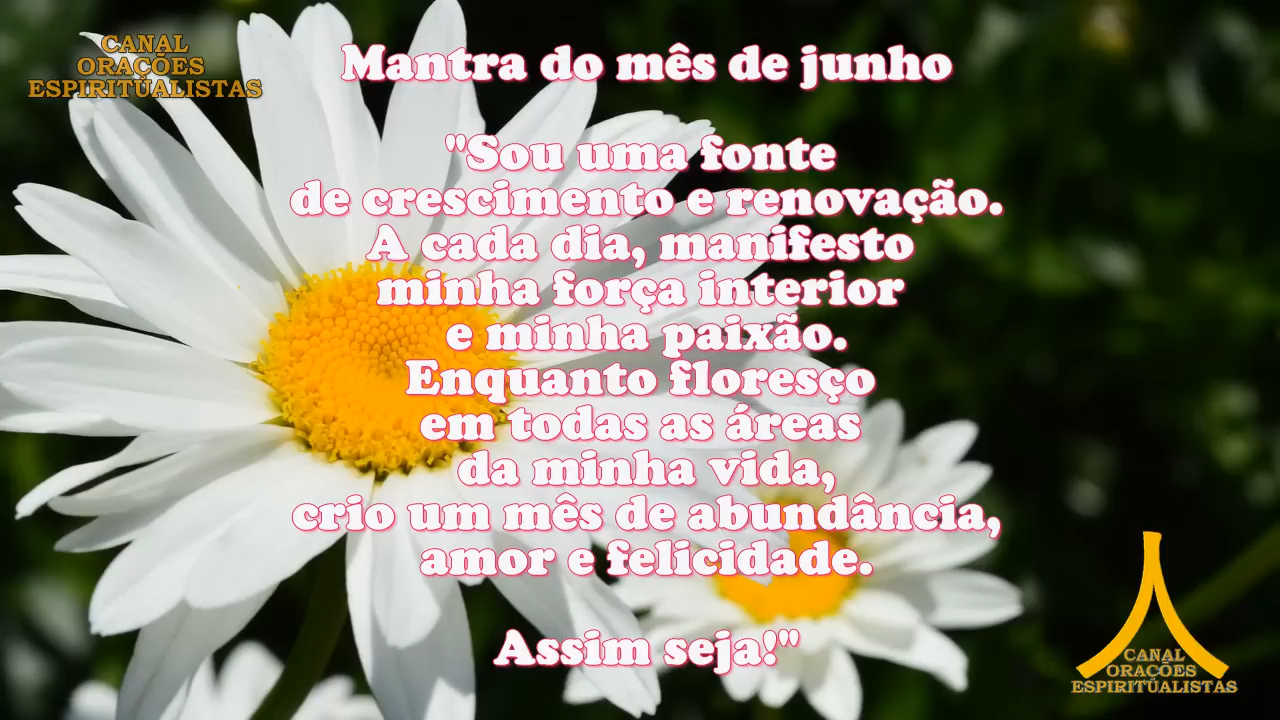 CANAL
ORAÇÕES
ESPIRITUALISTAS
Mantra do mês de junho
"Sou uma fonte
de crescimento e renovação.
A cada dia, manifesto
minha força interior
e minha paixão.
Enquanto floresço
em todas as áreas
da minha vida,
crio um mês de abundância,
amor e felicidade.
Assim seja!"
CANAL
ORAÇÕES
ESPIRITUALISTAS